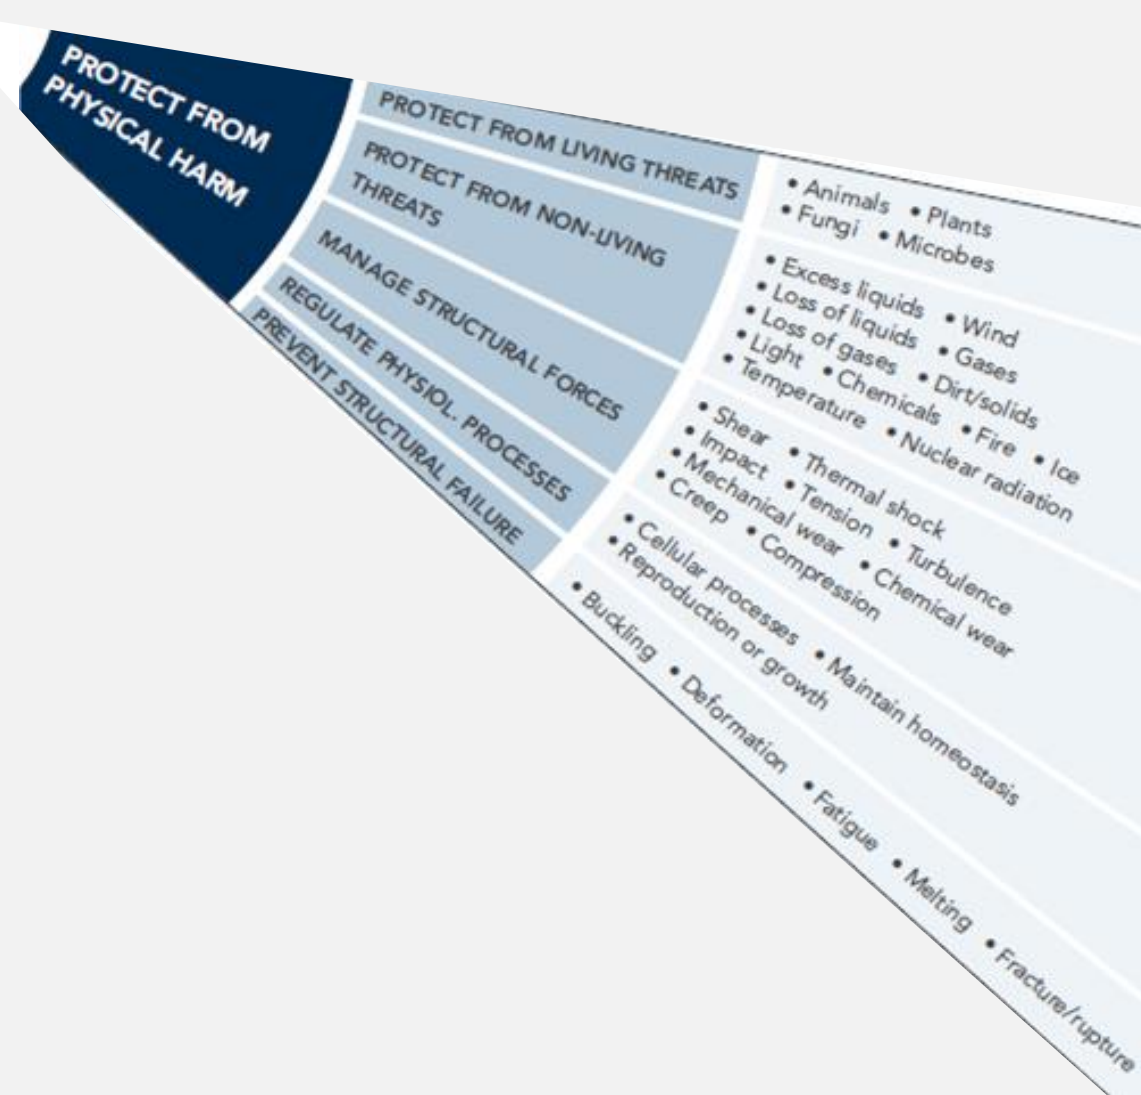 PROTECT FROM
PHYSICAL HARM
PROTECT FROM LIVING THREATS
• Animals • Plants
• Fungi • Microbes
PROTECT FROM NON-LIVING
THREATS
• Excess liquids • Wind
• Loss of liquids • Gases
• Loss of gases • Dirt/solids
• Light • Chemicals • Fire • Ice
• Temperature • Nuclear radiation
MANAGE STRUCTURAL FORCES
• Shear • Thermal shock
• Impact • Tension • Turbulence
• Mechanical wear • Chemical wear
• Creep • Compression
REGULATE PHYSIOL. PROCESSES
• Cellular processes • Maintain homeostasis
• Reproduction or growth
PREVENT STRUCTURAL FAILURE
• Buckling • Deformation • Fatigue • Melting • Fracture/rupture